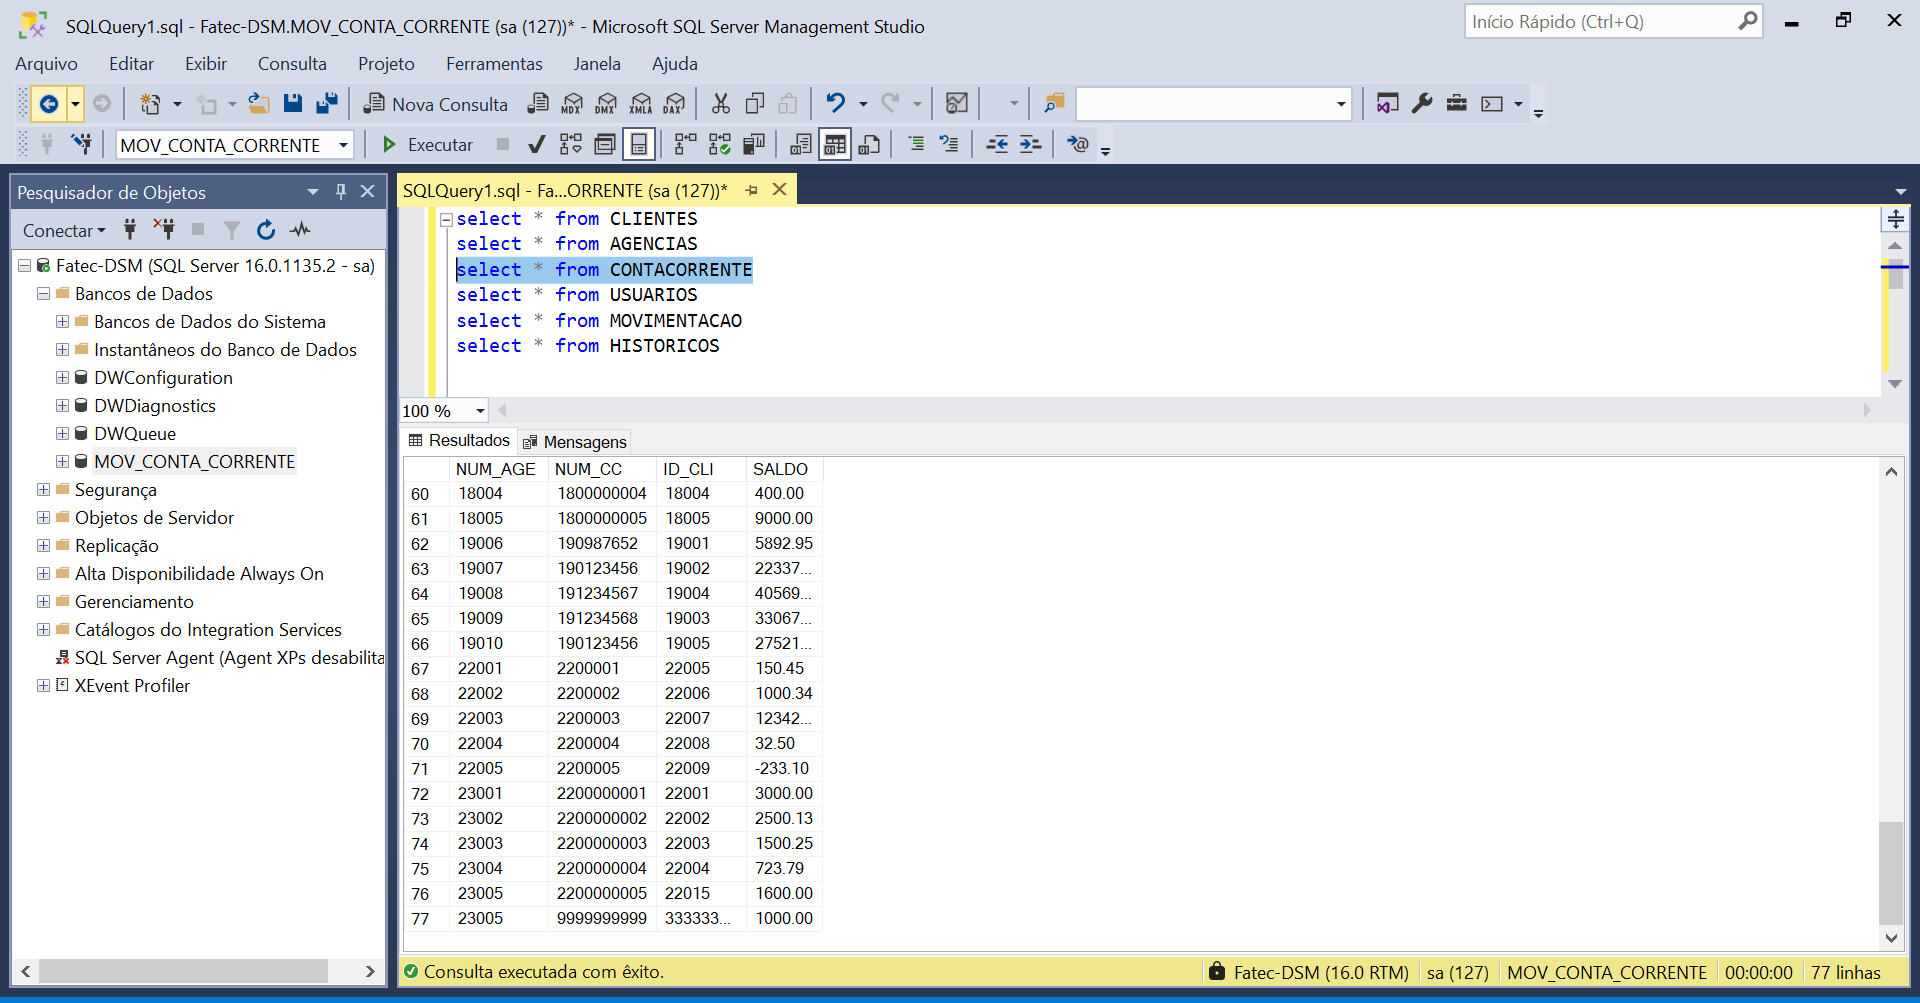 SQLQuery1.sql - Fatec-DSM.MOV_CONTA_CORRENTE (sa (127))* - Microsoft SQL Server Management Studio
Início Rápido (Ctrl+Q)
Arquivo Editar Exibir Consulta Projeto Ferramentas Janela Ajuda
Nova Consulta MDX DMX XMLA DAX
MOV_CONTA_CORRENTE Executar
Pesquisador de Objetos
Conectar
Fatec-DSM (SQL Server 16.0.1135.2 - sa)
Bancos de Dados
Bancos de Dados do Sistema
Instantâneos do Banco de Dados
DWConfiguration
DWDiagnostics
DWQueue
MOV_CONTA_CORRENTE
Segurança
Objetos de Servidor
Replicação
Alta Disponibilidade Always On
Gerenciamento
Catálogos do Integration Services
SQL Server Agent (Agent XPs desabilita
XEvent Profiler
SQLQuery1.sql - Fa...ORRENTE (sa (127))*
select * from CLIENTES
select * from AGENCIAS
select * from CONTACORRENTE
select * from USUARIOS
select * from MOVIMENTACAO
select * from HISTORICOS
100 %
Resultados Mensagens
NUM_AGE NUM_CC ID_CLI SALDO
60 18004 1800000004 18004 400.00
61 18005 1800000005 18005 9000.00
62 19006 190987652 19001 5892.95
63 19007 190123456 19002 22337...
64 19008 191234567 19004 40569...
65 19009 191234568 19003 33067...
66 19010 190123456 19005 27521...
67 22001 2200001 22005 150.45
68 22002 2200002 22006 1000.34
69 22003 2200003 22007 12342...
70 22004 2200004 22008 32.50
71 22005 2200005 22009 -233.10
72 23001 2200000001 22001 3000.00
73 23002 2200000002 22002 2500.13
74 23003 2200000003 22003 1500.25
75 23004 2200000004 22004 723.79
76 23005 2200000005 22015 1600.00
77 23005 9999999999 333333... 1000.00
Consulta executada com êxito. Fatec-DSM (16.0 RTM) sa (127) MOV_CONTA_CORRENTE 00:00:00 77 linhas